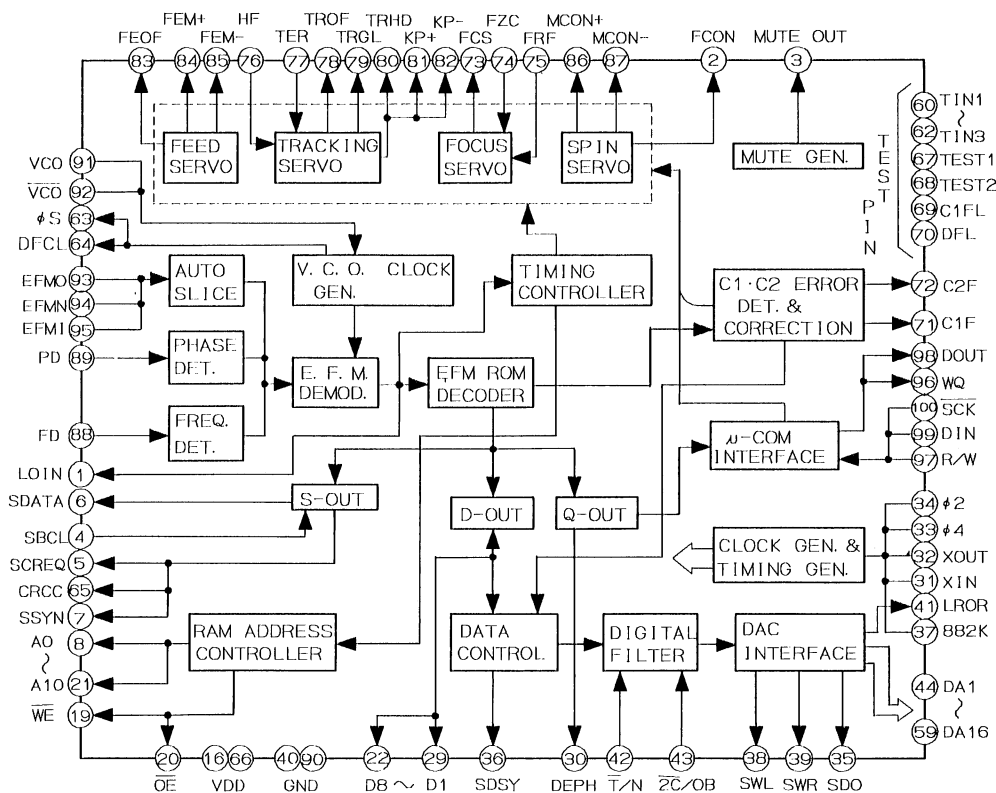 FEM+ HF TROF TRHD KP- FZC MCON+
FEOF FEM- TER TRGL KP+ FCS FRF MCON- FCON MUTE OUT
83 84 85 76 77 78 79 80 81 82 73 74 75 86 87 2 3
FEED SERVO
TRACKING SERVO
FOCUS SERVO
SPIN SERVO
MUTE GEN.
TEST PIN
60 TIN1
~
62 TIN3
67 TEST1
68 TEST2
69 C1FL
70 DFL
VCO 91
V̅C̅O̅ 92
φS 63
DFCL 64
EFMO 93
EFMN 94
EFMI 95
PD 89
FD 88
LOIN 1
SDATA 6
SBCL 4
SCREQ 5
CRCC 65
SSYN 7
A0 8
~
A10 21
W̅E̅ 19
AUTO SLICE
V.C.O. CLOCK GEN.
TIMING CONTROLLER
C1·C2 ERROR DET. & CORRECTION
PHASE DET.
E.F.M. DEMOD.
EFM ROM DECODER
FREQ. DET.
μ-COM INTERFACE
S-OUT
D-OUT
Q-OUT
CLOCK GEN. & TIMING GEN.
RAM ADDRESS CONTROLLER
DATA CONTROL
DIGITAL FILTER
DAC INTERFACE
72 C2F
71 C1F
98 DOUT
96 WQ
100 S̅C̅K̅
99 DIN
97 R/W
34 φ2
33 φ4
32 XOUT
31 XIN
41 LROR
37 882K
44 DA1
~
59 DA16
20 16 66 40 90 22 29 36 30 42 43 38 39 35
O̅E̅ VDD GND D8 ~ D1 SDSY DEPH T̅/N 2̅C̅/OB SWL SWR SDO